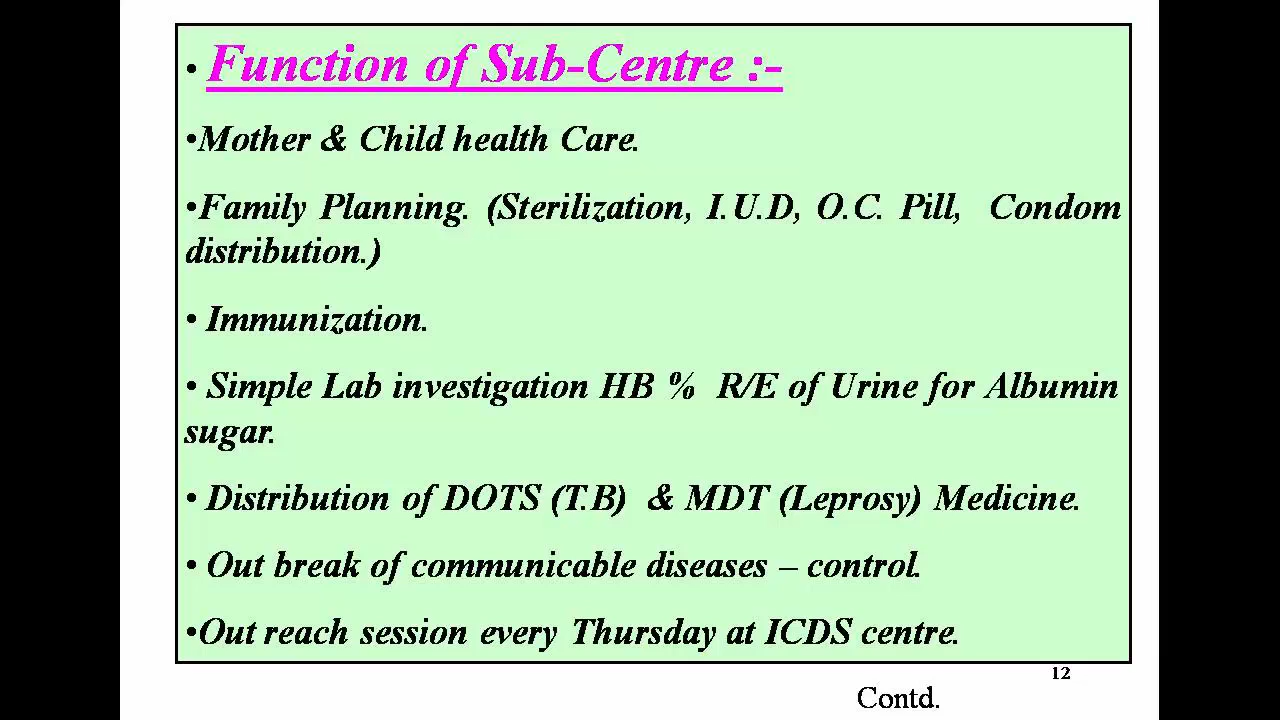 • Function of Sub-Centre :-
•Mother & Child health Care.
•Family Planning. (Sterilization, I.U.D, O.C. Pill, Condom
distribution.)
• Immunization.
• Simple Lab investigation HB % R/E of Urine for Albumin
sugar.
• Distribution of DOTS (T.B) & MDT (Leprosy) Medicine.
• Out break of communicable diseases – control.
•Out reach session every Thursday at ICDS centre.
12
Contd.